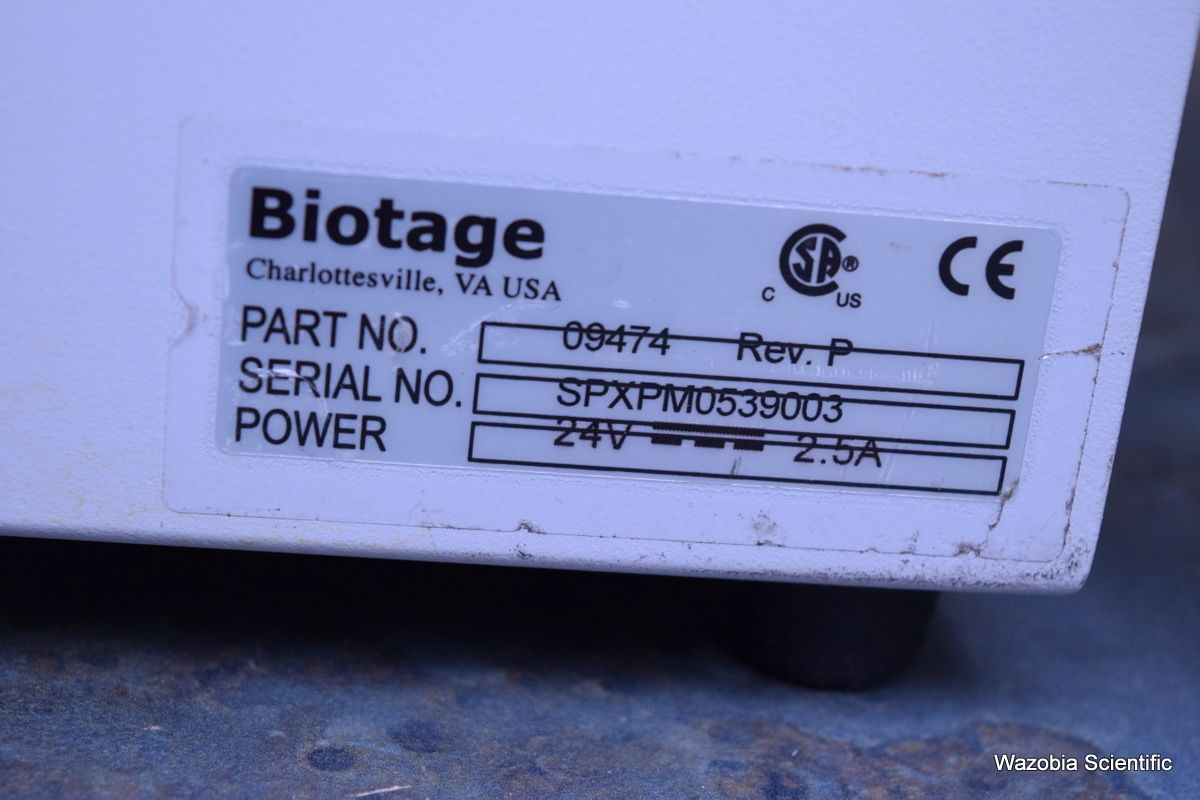 Biotage
Charlottesville, VA USA
C SA® US
CE
PART NO. 09474 Rev. P
SERIAL NO. SPXPM0539003
POWER 24V 2.5A
Wazobia Scientific